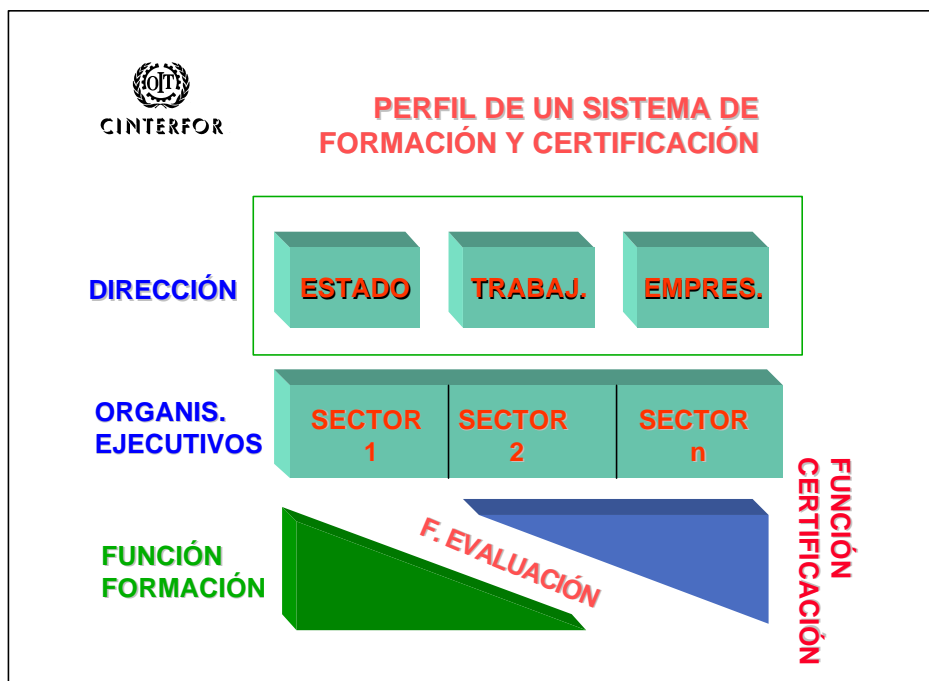 OIT
CINTERFOR
PERFIL DE UN SISTEMA DE
FORMACIÓN Y CERTIFICACIÓN
DIRECCIÓN
ESTADO
TRABAJ.
EMPRES.
ORGANIS.
EJECUTIVOS
SECTOR
1
SECTOR
2
SECTOR
n
FUNCIÓN
FORMACIÓN
F. EVALUACIÓN
FUNCIÓN
CERTIFICACIÓN